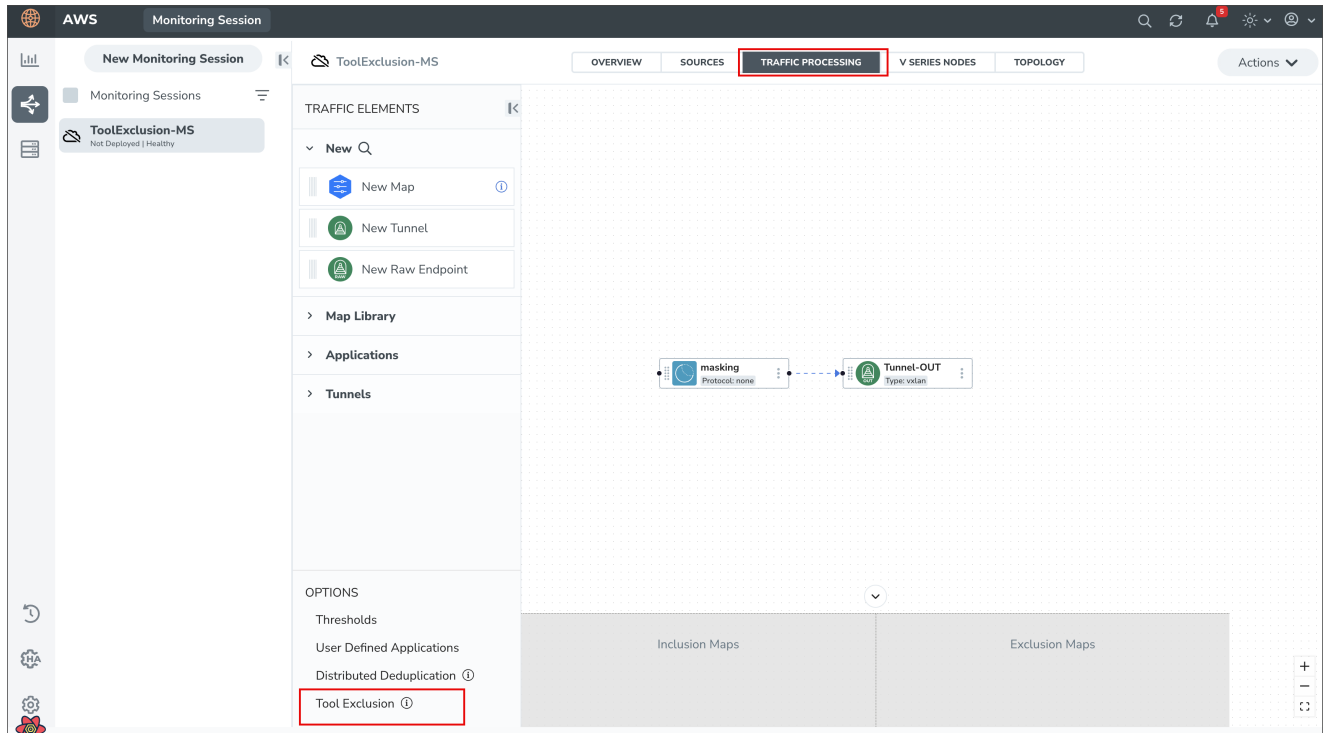 AWS
Monitoring Session
5
New Monitoring Session
Monitoring Sessions
ToolExclusion-MS
Not Deployed | Healthy
HA
ToolExclusion-MS
OVERVIEW
SOURCES
TRAFFIC PROCESSING
V SERIES NODES
TOPOLOGY
Actions
TRAFFIC ELEMENTS
New
New Map
New Tunnel
RAW
New Raw Endpoint
Map Library
Applications
Tunnels
OPTIONS
Thresholds
User Defined Applications
Distributed Deduplication
Tool Exclusion
masking
Protocol: none
OUT
Tunnel-OUT
Type: vxlan
Inclusion Maps
Exclusion Maps